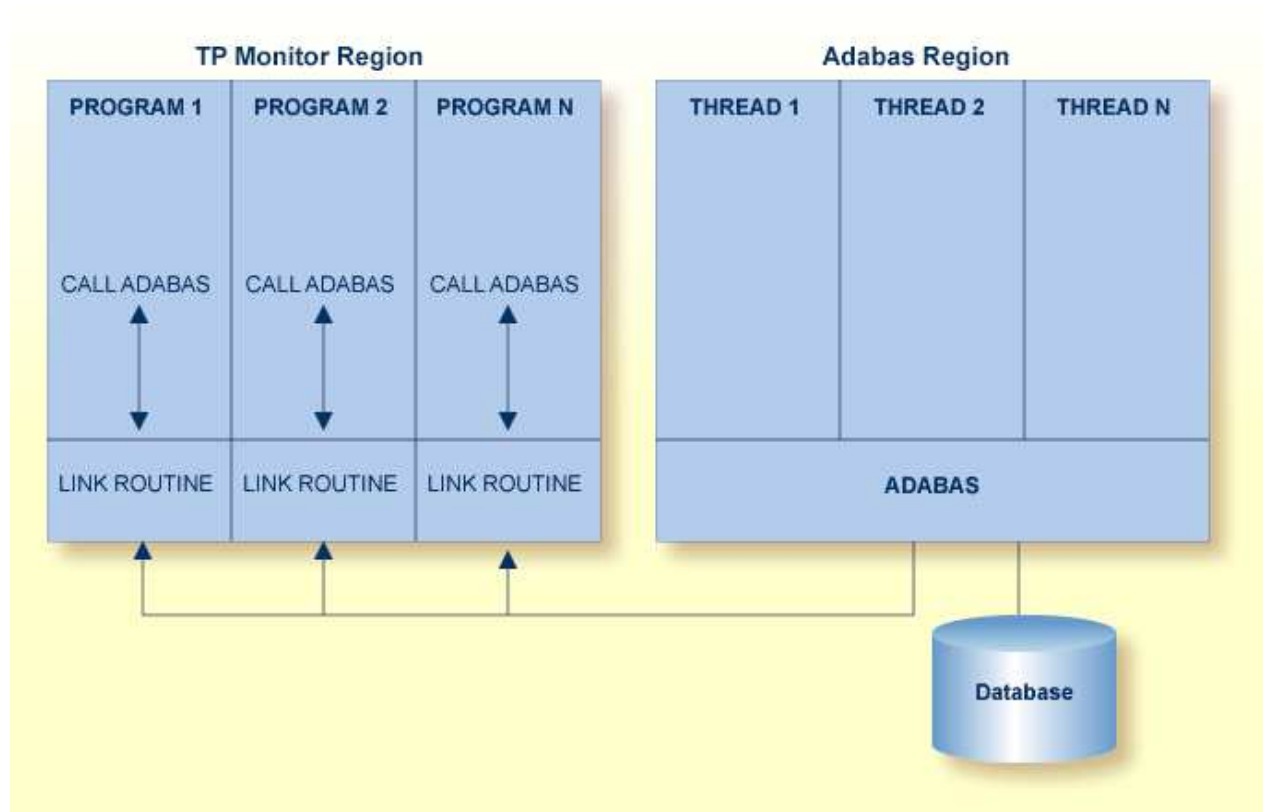 TP Monitor Region
Adabas Region
PROGRAM 1
PROGRAM 2
PROGRAM N
THREAD 1
THREAD 2
THREAD N
CALL ADABAS
CALL ADABAS
CALL ADABAS
LINK ROUTINE
LINK ROUTINE
LINK ROUTINE
ADABAS
Database